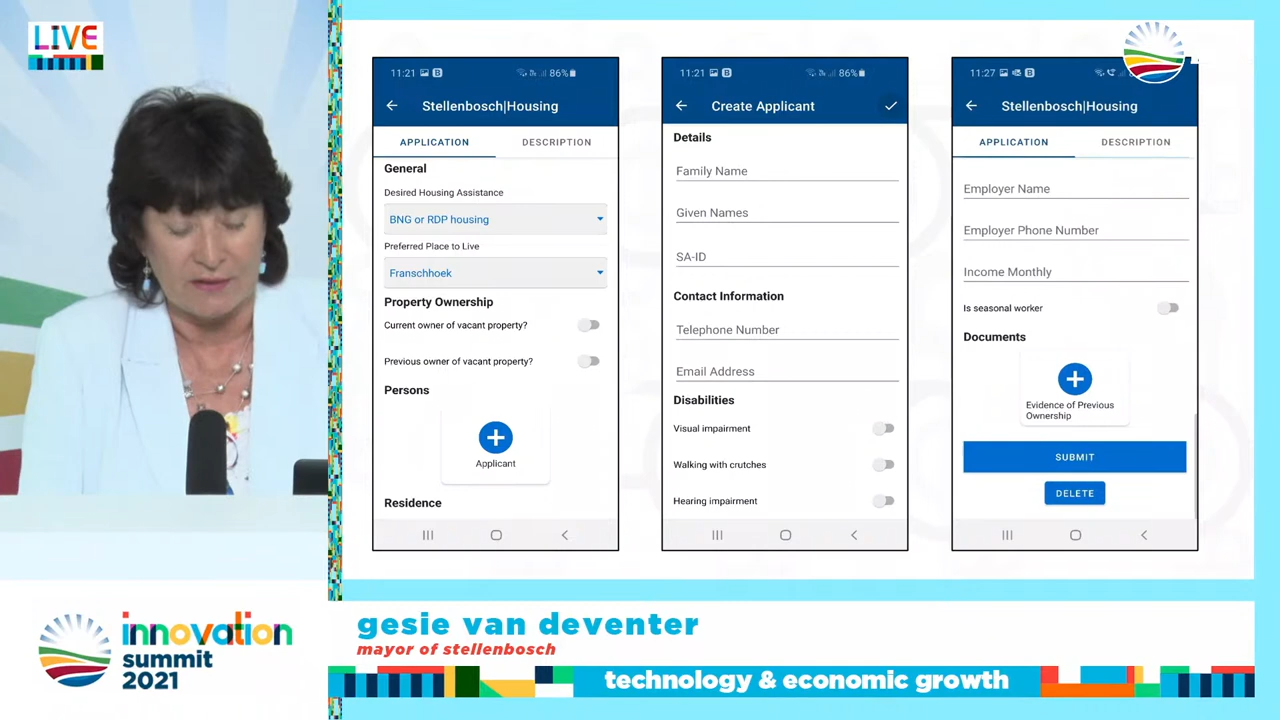 LIVE
11:21 86%
Stellenbosch|Housing
APPLICATION DESCRIPTION
General
Desired Housing Assistance
BNG or RDP housing
Preferred Place to Live
Franschhoek
Property Ownership
Current owner of vacant property?
Previous owner of vacant property?
Persons
Applicant
Residence
11:21 86%
Create Applicant
Details
Family Name
Given Names
SA-ID
Contact Information
Telephone Number
Email Address
Disabilities
Visual impairment
Walking with crutches
Hearing impairment
11:27
Stellenbosch|Housing
APPLICATION DESCRIPTION
Employer Name
Employer Phone Number
Income Monthly
Is seasonal worker
Documents
Evidence of Previous
Ownership
SUBMIT
DELETE
innovation
summit
2021
gesie van deventer
mayor of stellenbosch
technology & economic growth